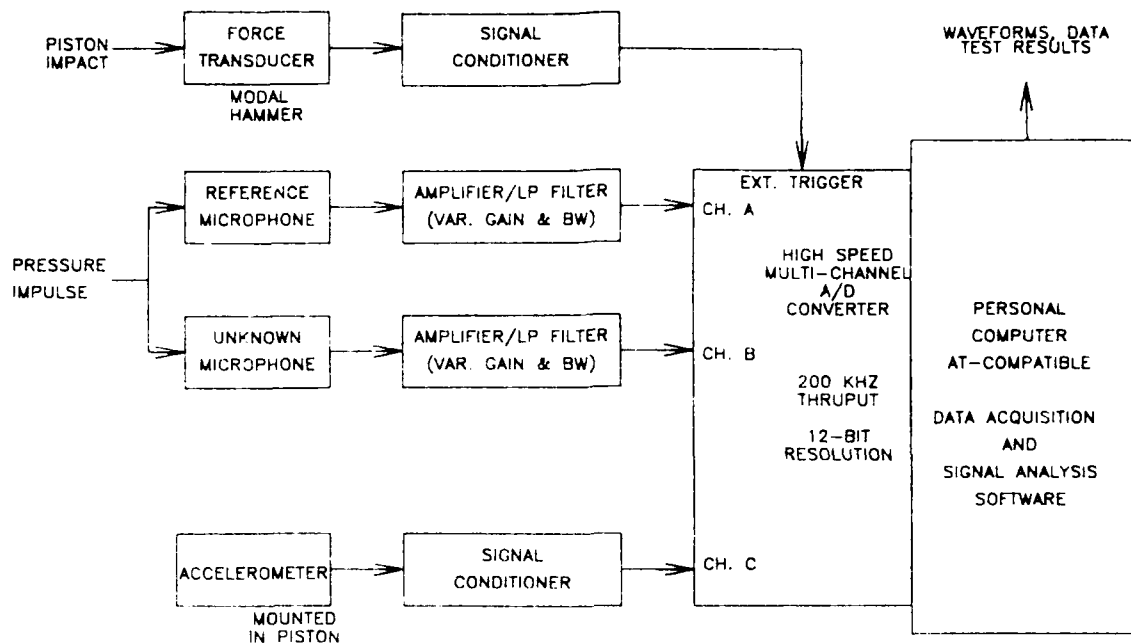 PISTON
IMPACT
FORCE
TRANSDUCER
MODAL
HAMMER
SIGNAL
CONDITIONER
WAVEFORMS, DATA
TEST RESULTS
PRESSURE
IMPULSE
REFERENCE
MICROPHONE
AMPLIFIER/LP FILTER
(VAR. GAIN & BW)
UNKNOWN
MICROPHONE
AMPLIFIER/LP FILTER
(VAR. GAIN & BW)
ACCELEROMETER
MOUNTED
IN PISTON
SIGNAL
CONDITIONER
EXT. TRIGGER
CH. A
HIGH SPEED
MULTI-CHANNEL
A/D
CONVERTER
CH. B
200 KHZ
THRUPUT
12-BIT
RESOLUTION
CH. C
PERSONAL
COMPUTER
AT-COMPATIBLE
DATA ACQUISITION
AND
SIGNAL ANALYSIS
SOFTWARE